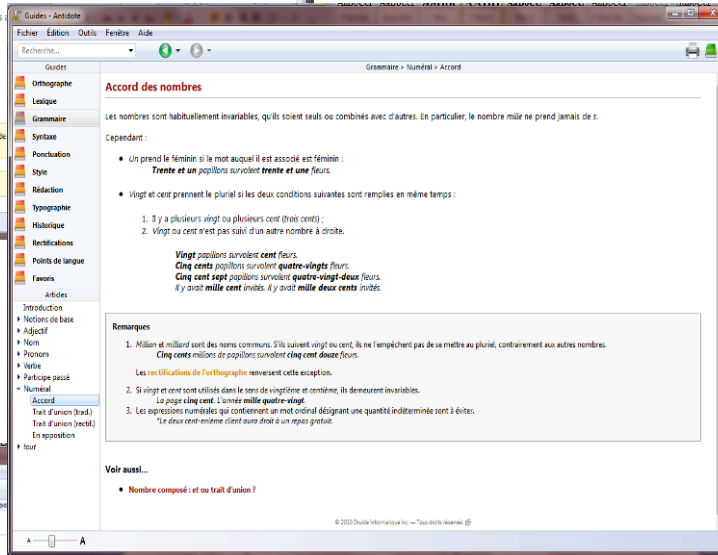 Guides - Antidote
Fichier Édition Outils Fenêtre Aide
Recherche...
Guides
Orthographe
Lexique
Grammaire
Syntaxe
Ponctuation
Style
Rédaction
Typographie
Historique
Rectifications
Points de langue
Favoris
Articles
Introduction
Notions de base
Adjectif
Nom
Pronom
Verbe
Participe passé
Numéral
Accord
Trait d'union (trad.)
Trait d'union (rectif.)
En apposition
tout
A A
Grammaire > Numéral > Accord
Accord des nombres
Les nombres sont habituellement invariables, qu'ils soient seuls ou combinés avec d'autres. En particulier, le nombre mille ne prend jamais de s.
Cependant :
• Un prend le féminin si le mot auquel il est associé est féminin :
Trente et un papillons survolent trente et une fleurs.
• Vingt et cent prennent le pluriel si les deux conditions suivantes sont remplies en même temps :
1. Il y a plusieurs vingt ou plusieurs cent (trois cents) ;
2. Vingt ou cent n'est pas suivi d'un autre nombre à droite.
Vingt papillons survolent cent fleurs.
Cinq cents papillons survolent quatre-vingts fleurs.
Cinq cent sept papillons survolent quatre-vingt-deux fleurs.
Il y avait mille cent invités. Il y avait mille deux cents invités.
Remarques
1. Million et milliard sont des noms communs. S'ils suivent vingt ou cent, ils ne l'empêchent pas de se mettre au pluriel, contrairement aux autres nombres.
Cinq cents millions de papillons survolent cinq cent douze fleurs.
Les rectifications de l'orthographe renversent cette exception.
2. Si vingt et cent sont utilisés dans le sens de vingtième et centième, ils demeurent invariables.
La page cinq cent. L'année mille quatre-vingt.
3. Les expressions numérales qui contiennent un mot ordinal désignant une quantité indéterminée sont à éviter.
*Le deux cent-enième client aura droit à un repas gratuit.
Voir aussi...
• Nombre composé : et ou trait d'union ?
© 2010 Druide informatique inc. — Tous droits réservés.